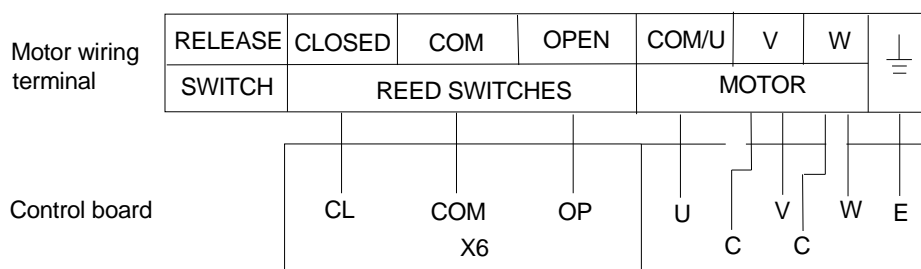 Motor wiring terminal
RELEASE CLOSED COM OPEN COM/U V W
SWITCH REED SWITCHES MOTOR
Control board
CL COM OP U V W E
X6 C C